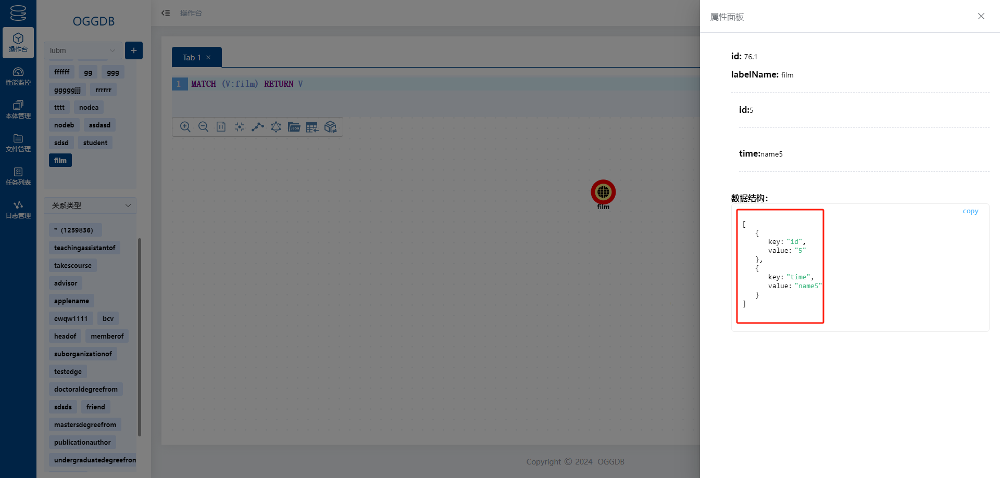 操作台
性能监控
本体管理
文件管理
任务列表
日志管理
OGGDB
lubm
+
ffffff gg ggg
gggggjjj rrrrrr
tttt nodea
nodeb asdasd
sdsd student
film
关系类型
* (1259836)
teachingassistantof
takescourse
advisor
applename
ewqw1111 bcv
headof memberof
suborganizationof
testedge
doctoraldegreefrom
sdsds friend
mastersdegreefrom
publicationauthor
undergraduatedegreefrom
操作台
Tab 1 ×
1 MATCH (V:film) RETURN V
JSON
film
Copyright © 2024 OGGDB
属性面板
id: 76.1
labelName: film
id:5
time:name5
数据结构:
copy
[
{
key: "id",
value: "5"
},
{
key: "time",
value: "name5"
}
]